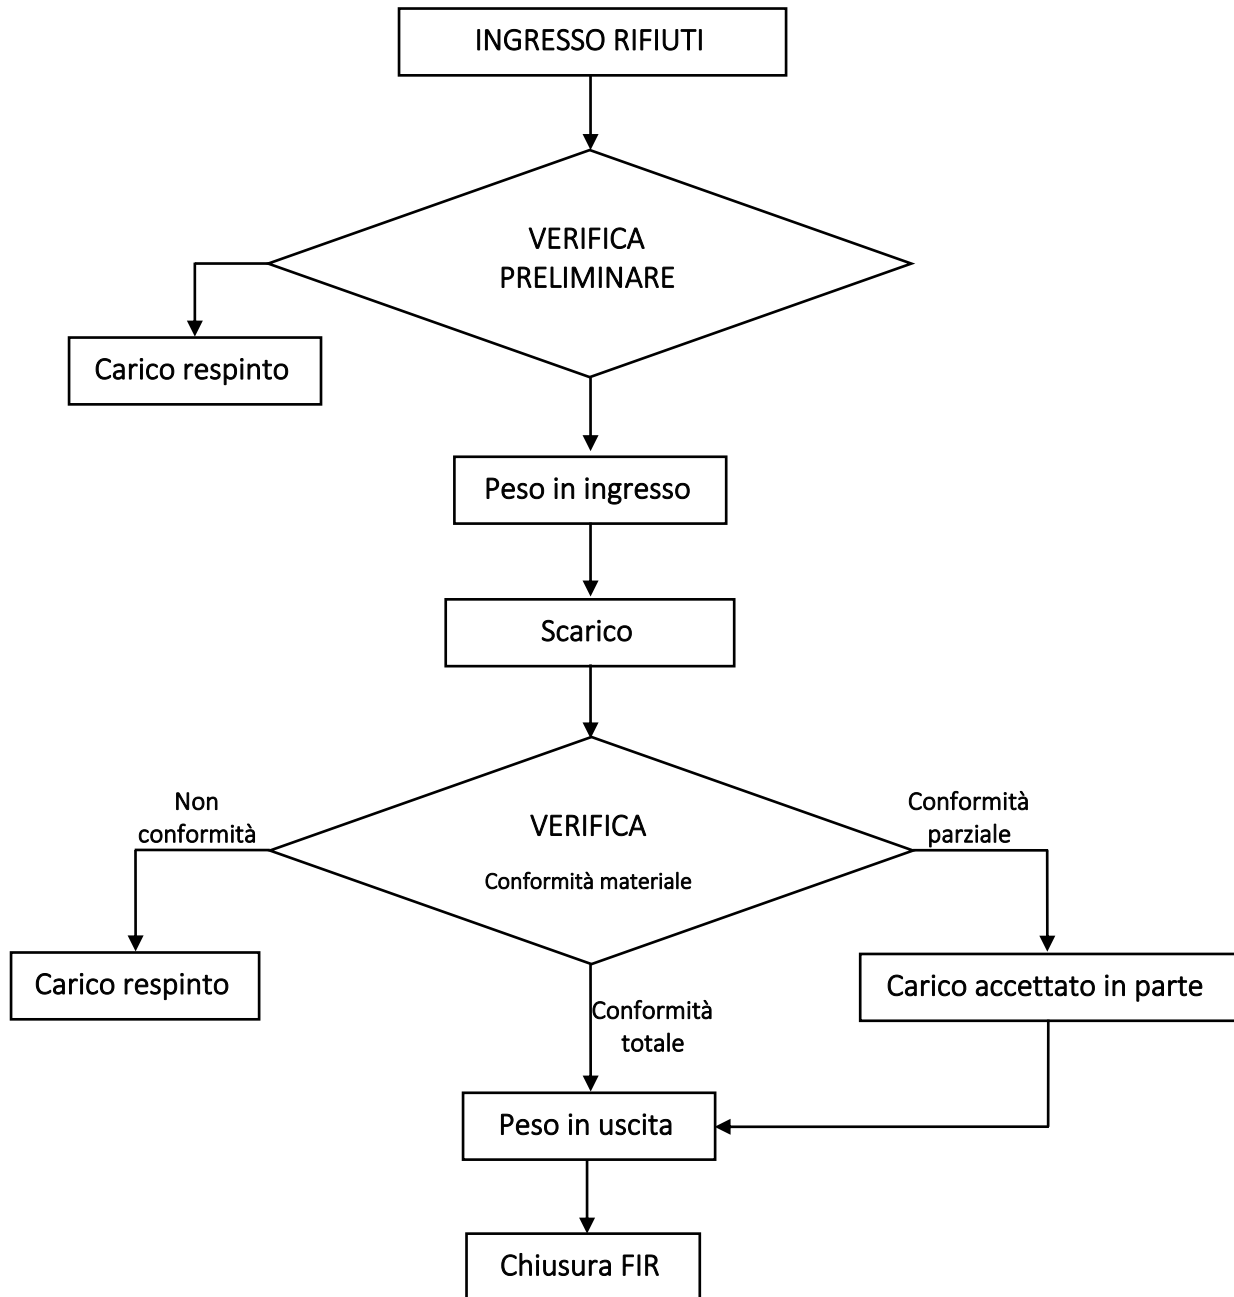 INGRESSO RIFIUTI
VERIFICA
PRELIMINARE
Carico respinto
Peso in ingresso
Scarico
Non
conformità
VERIFICA
Conformità materiale
Conformità
parziale
Carico respinto
Carico accettato in parte
Conformità
totale
Peso in uscita
Chiusura FIR